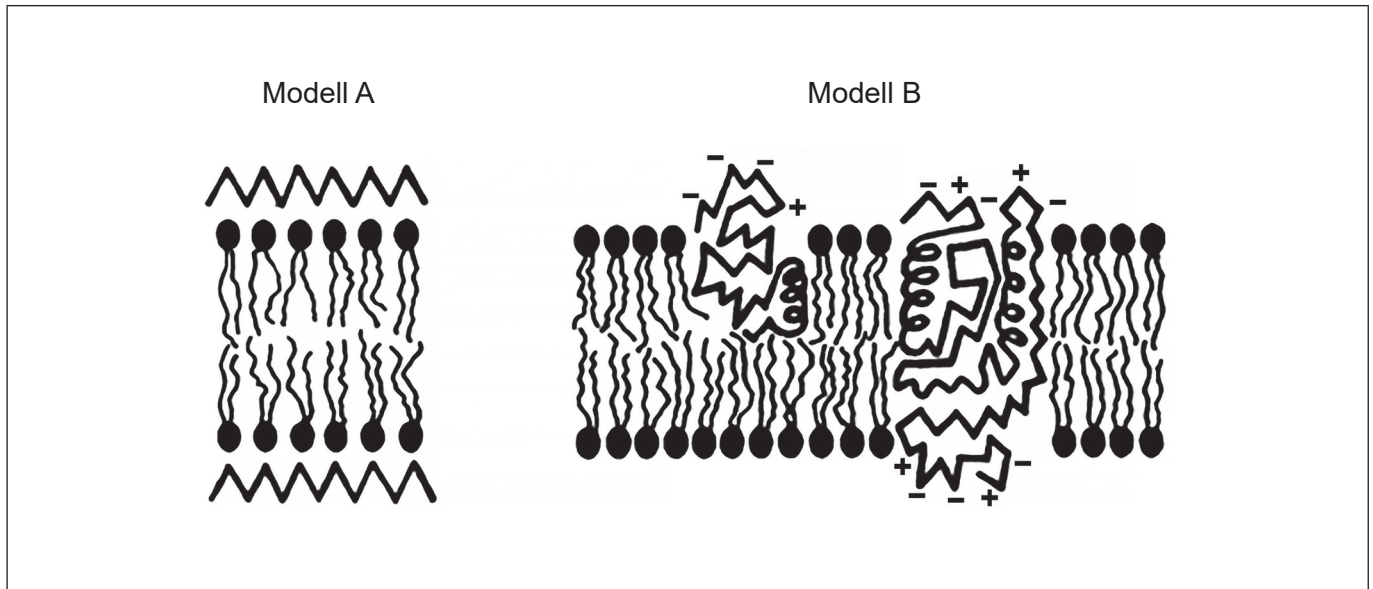 Modell A
Modell B
− −
− +
− + − + −
+ −
− − +